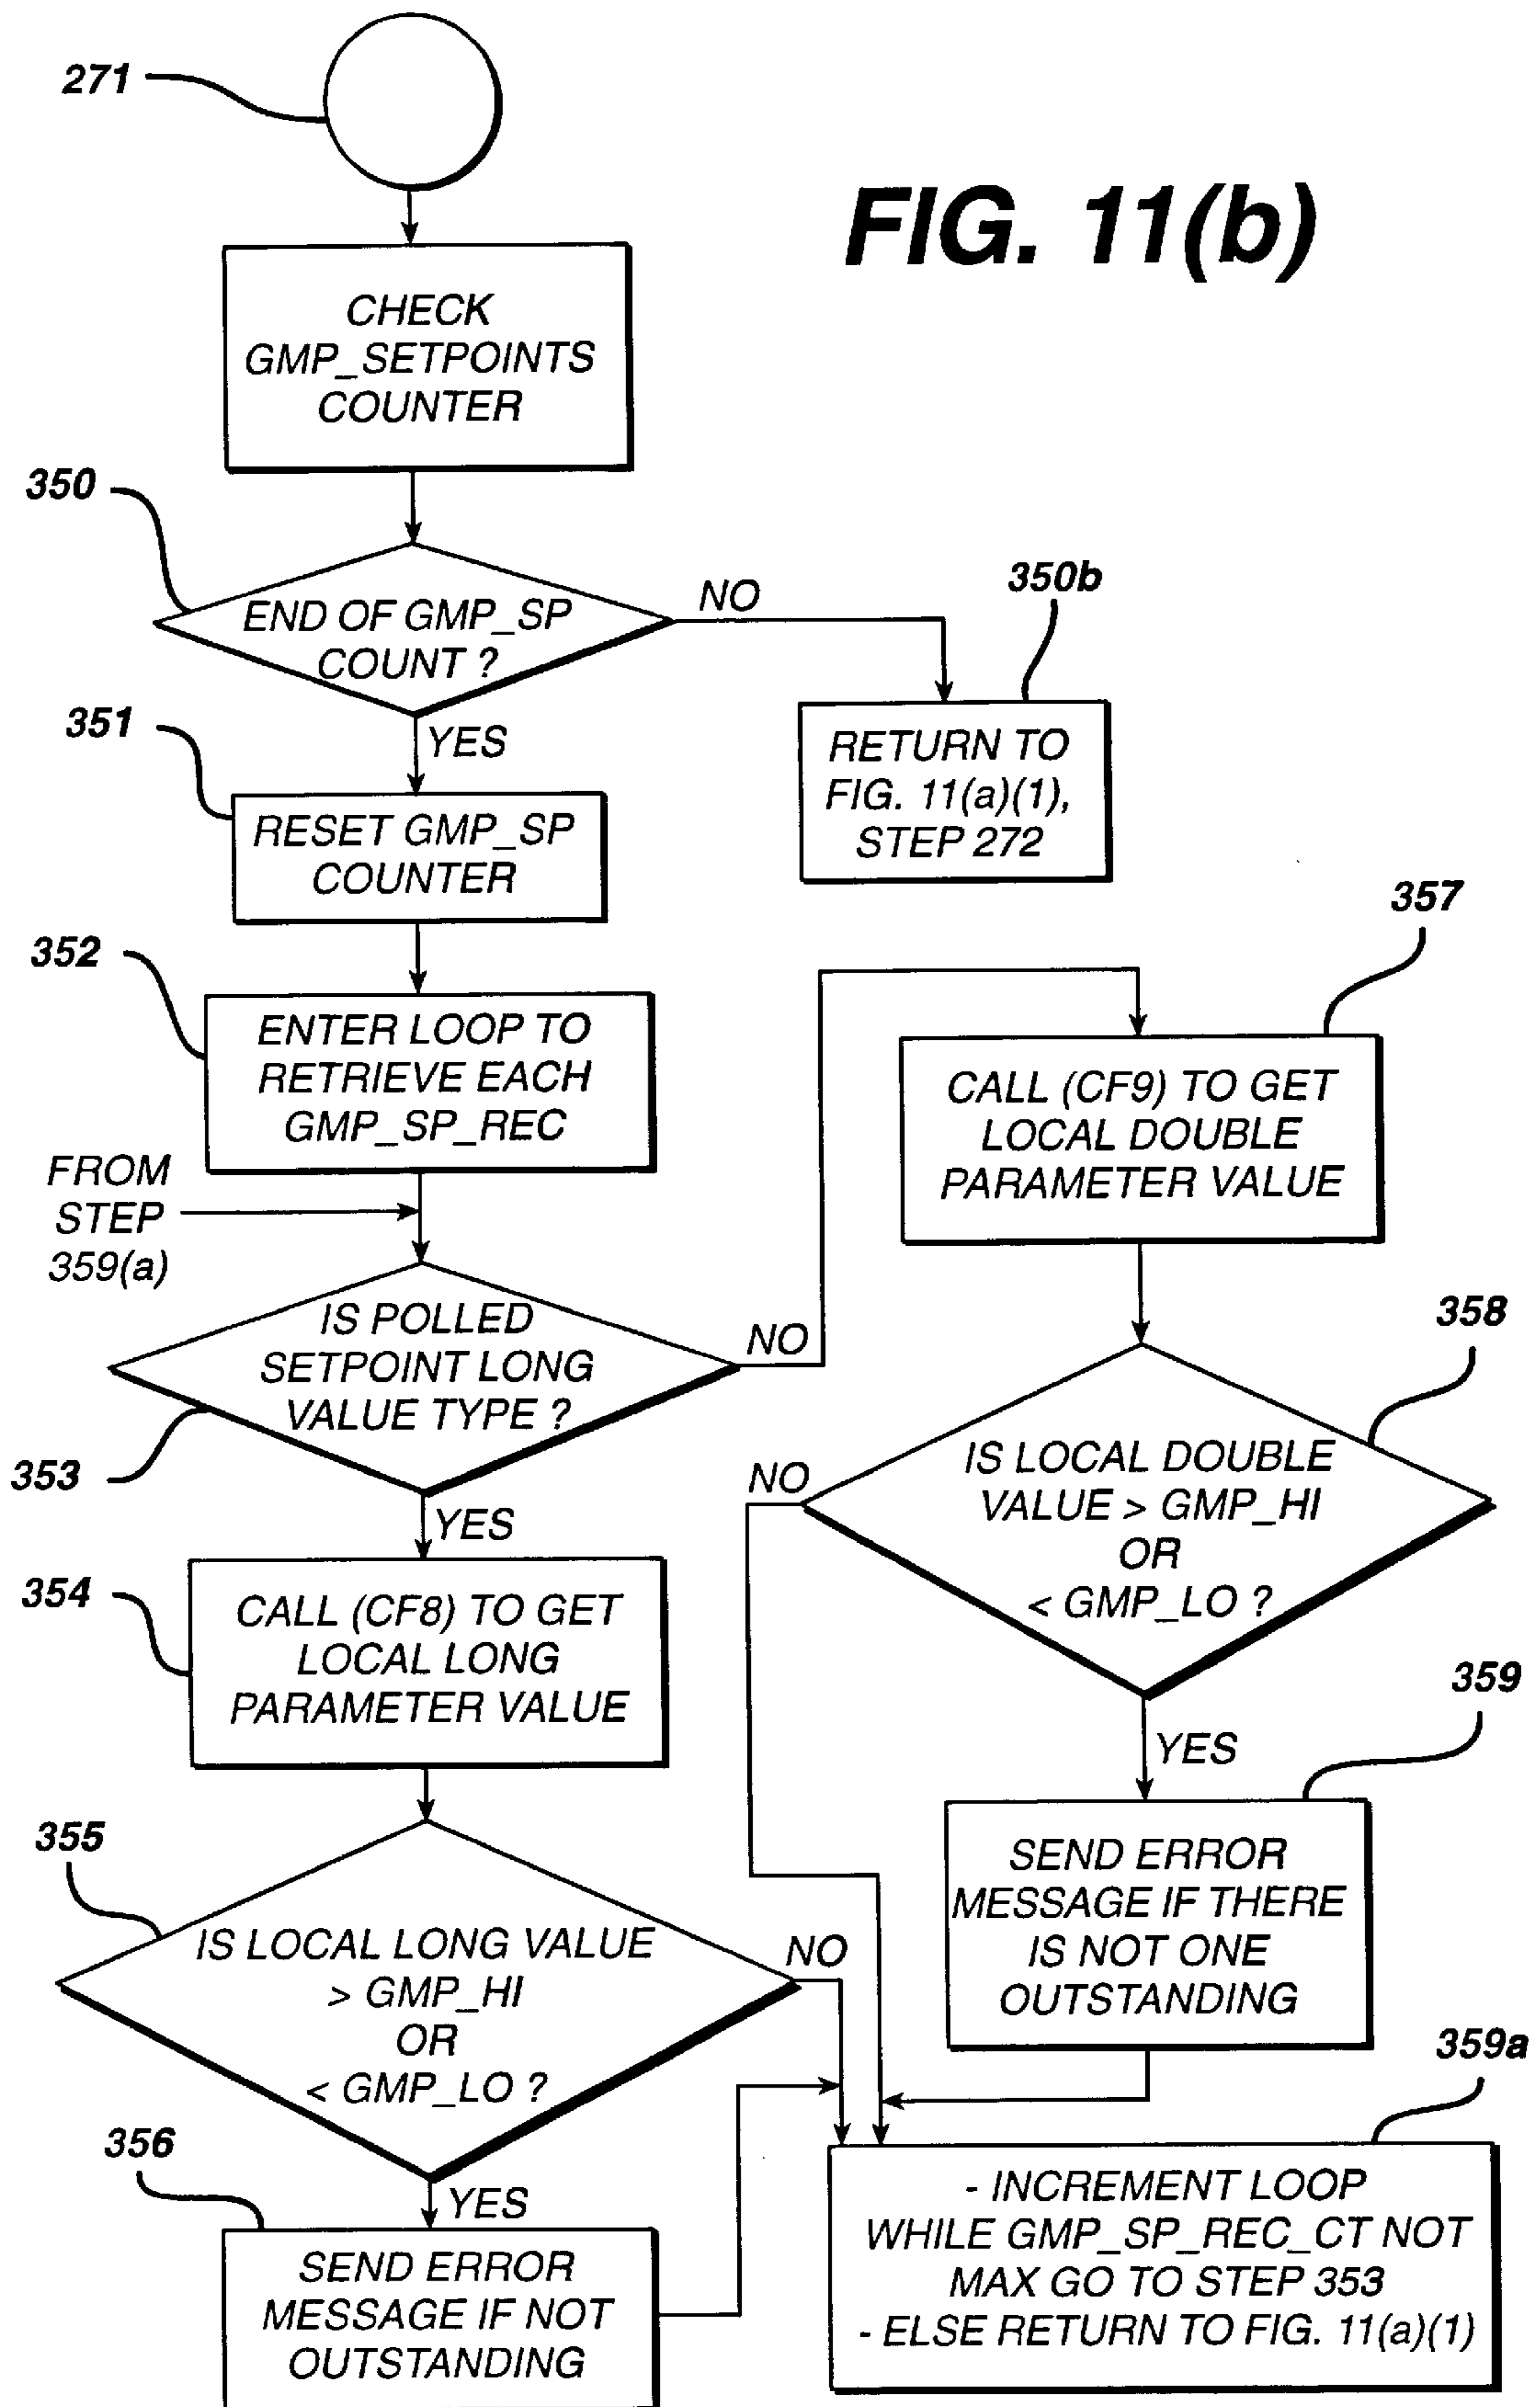 271
FIG. 11(b)
CHECK
GMP_SETPOINTS
COUNTER
350
END OF GMP_SP
COUNT ?
NO
350b
YES
RETURN TO
FIG. 11(a)(1),
STEP 272
351
RESET GMP_SP
COUNTER
352
ENTER LOOP TO
RETRIEVE EACH
GMP_SP_REC
FROM
STEP
359(a)
353
IS POLLED
SETPOINT LONG
VALUE TYPE ?
NO
YES
357
CALL (CF9) TO GET
LOCAL DOUBLE
PARAMETER VALUE
358
IS LOCAL DOUBLE
VALUE > GMP_HI
OR
< GMP_LO ?
NO
YES
354
CALL (CF8) TO GET
LOCAL LONG
PARAMETER VALUE
359
SEND ERROR
MESSAGE IF THERE
IS NOT ONE
OUTSTANDING
355
IS LOCAL LONG VALUE
> GMP_HI
OR
< GMP_LO ?
NO
YES
356
SEND ERROR
MESSAGE IF NOT
OUTSTANDING
359a
- INCREMENT LOOP
WHILE GMP_SP_REC_CT NOT
MAX GO TO STEP 353
- ELSE RETURN TO FIG. 11(a)(1)